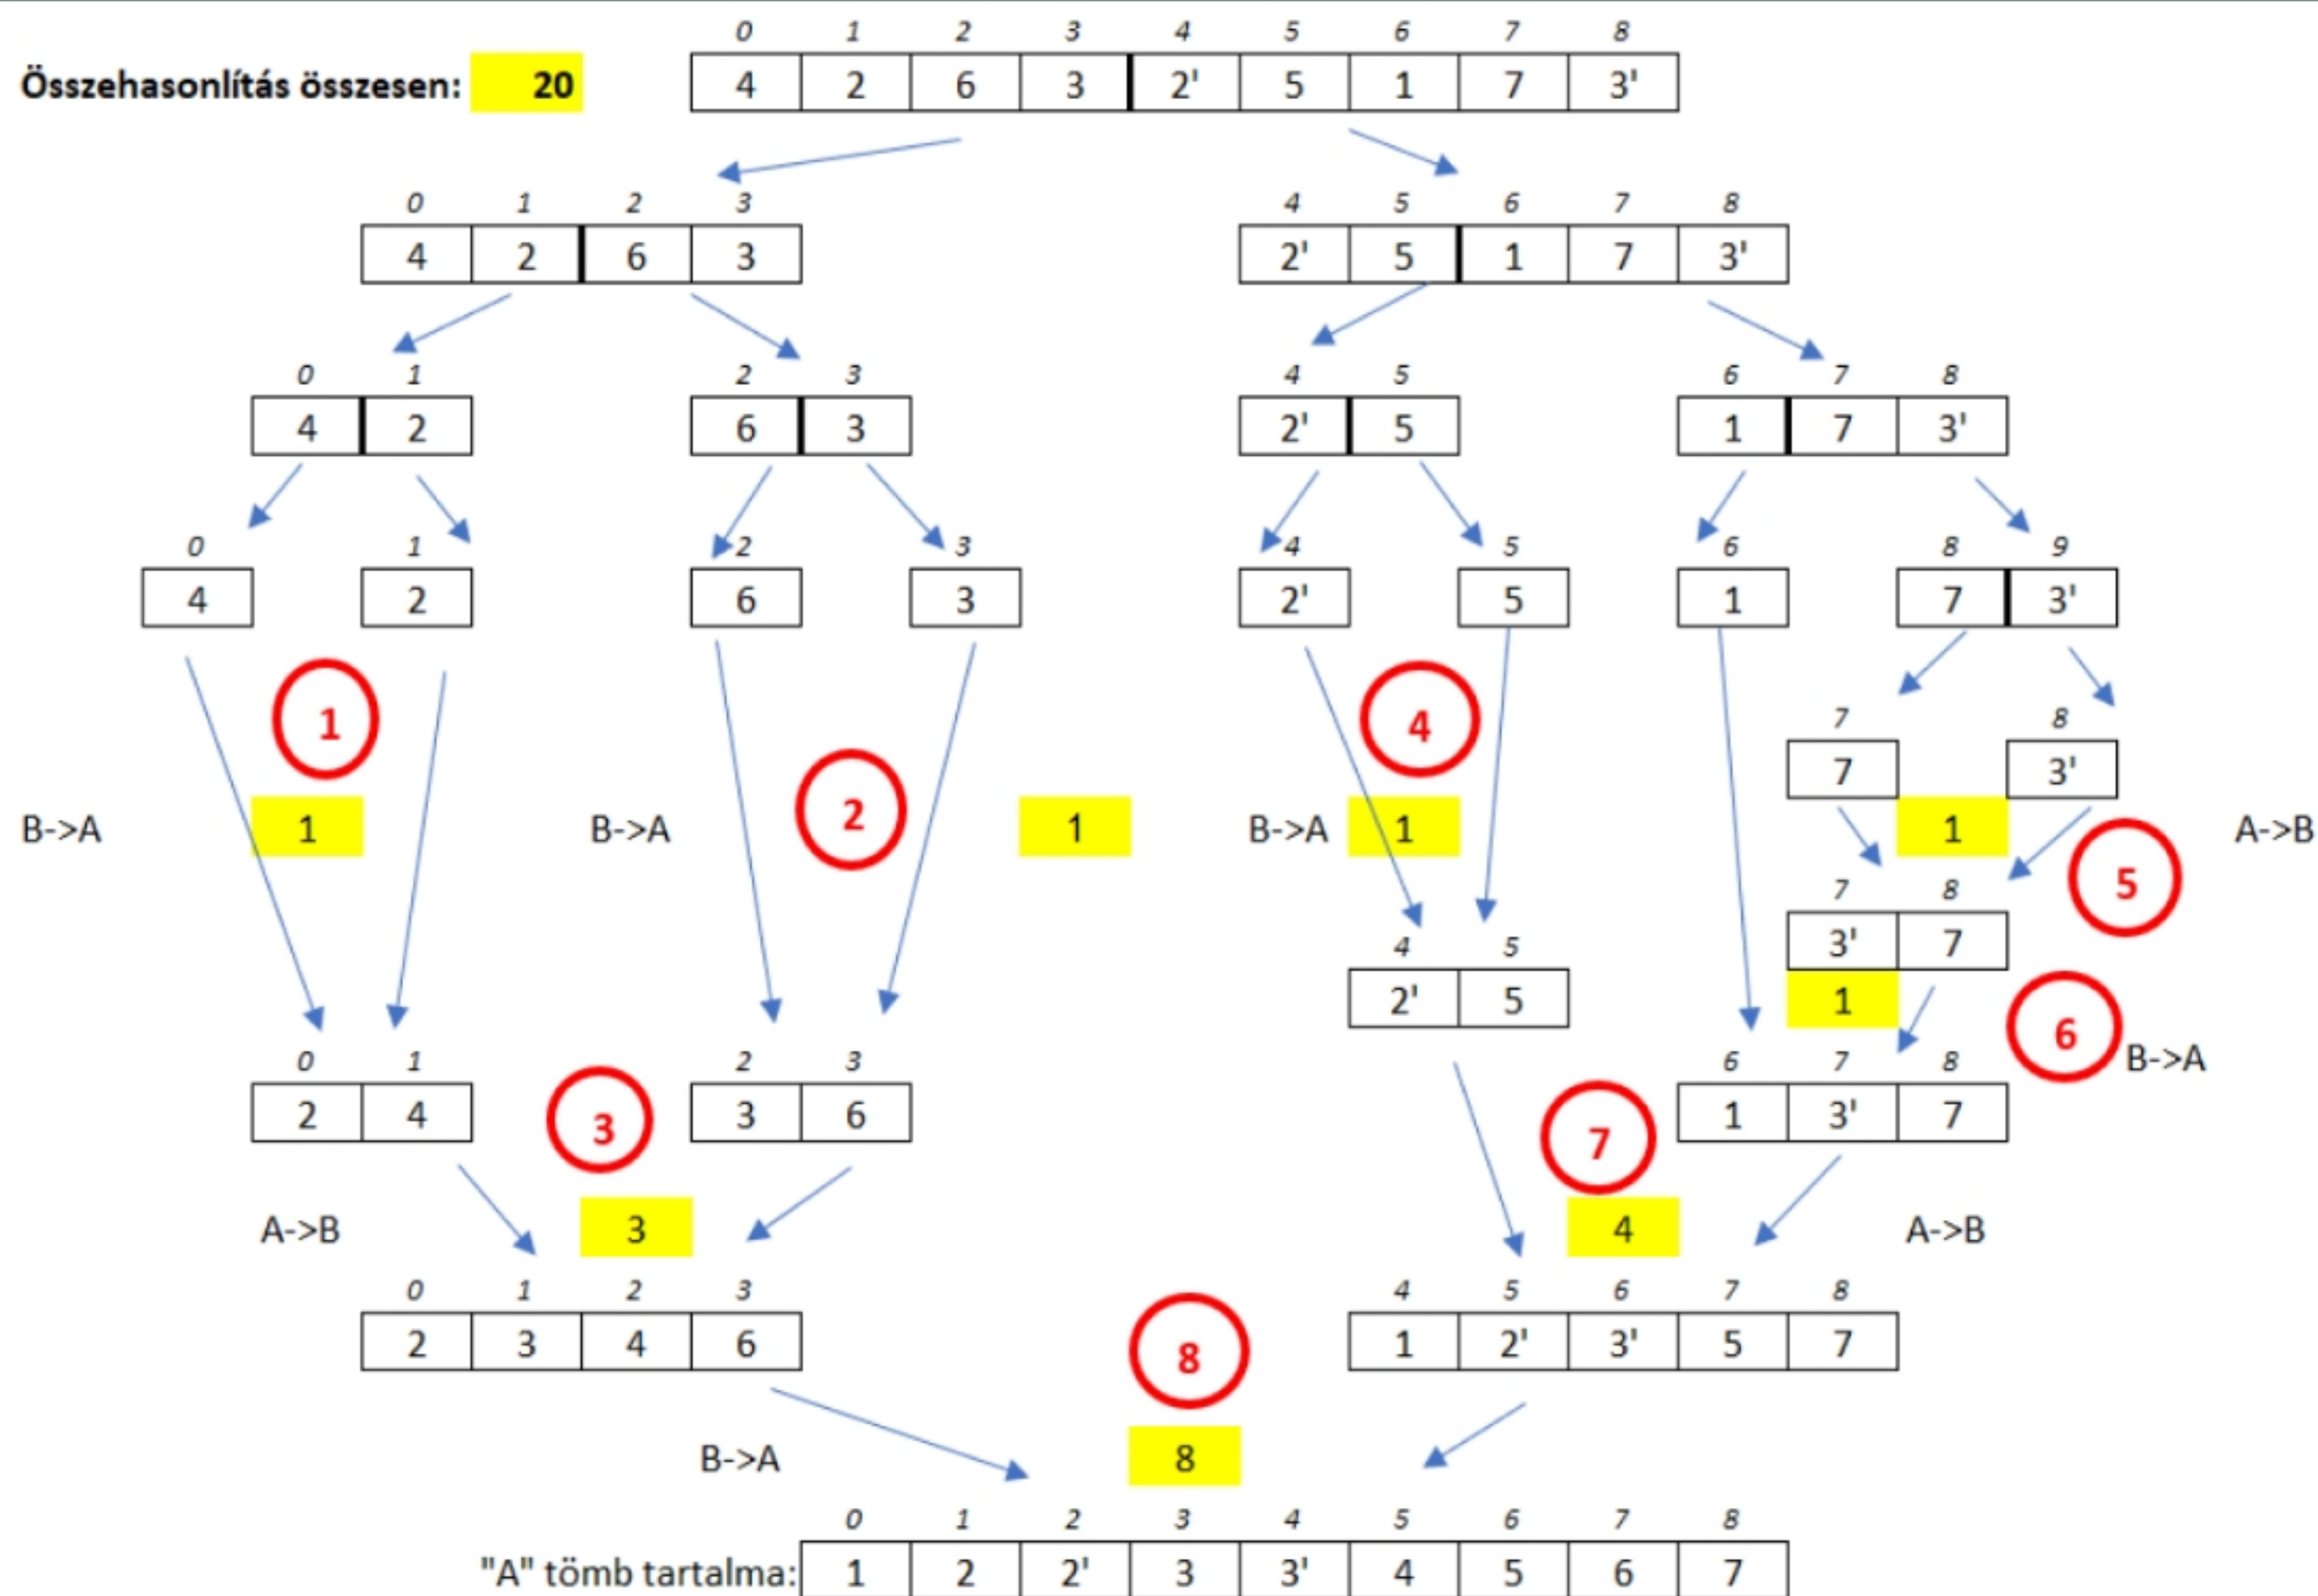 0 1 2 3 4 5 6 7 8
Összehasonlítás összesen: 20 4 2 6 3 2' 5 1 7 3'
0 1 2 3 4 5 6 7 8
4 2 6 3 2' 5 1 7 3'
0 1 2 3 4 5 6 7 8
4 2 6 3 2' 5 1 7 3'
0 1 2 3 4 5 6 8 9
4 2 6 3 2' 5 1 7 3'
1 4 7 8
2 7 3'
B->A 1 B->A 1 B->A 1 1 A->B
5
7 8
3' 7
4 5
2' 5 1
6
0 1 2 3 6 7 8 B->A
2 4 3 3 6 7 1 3' 7
A->B 3 4 A->B
0 1 2 3 4 5 6 7 8
2 3 4 6 8 1 2' 3' 5 7
B->A 8
0 1 2 3 4 5 6 7 8
"A" tömb tartalma: 1 2 2' 3 3' 4 5 6 7